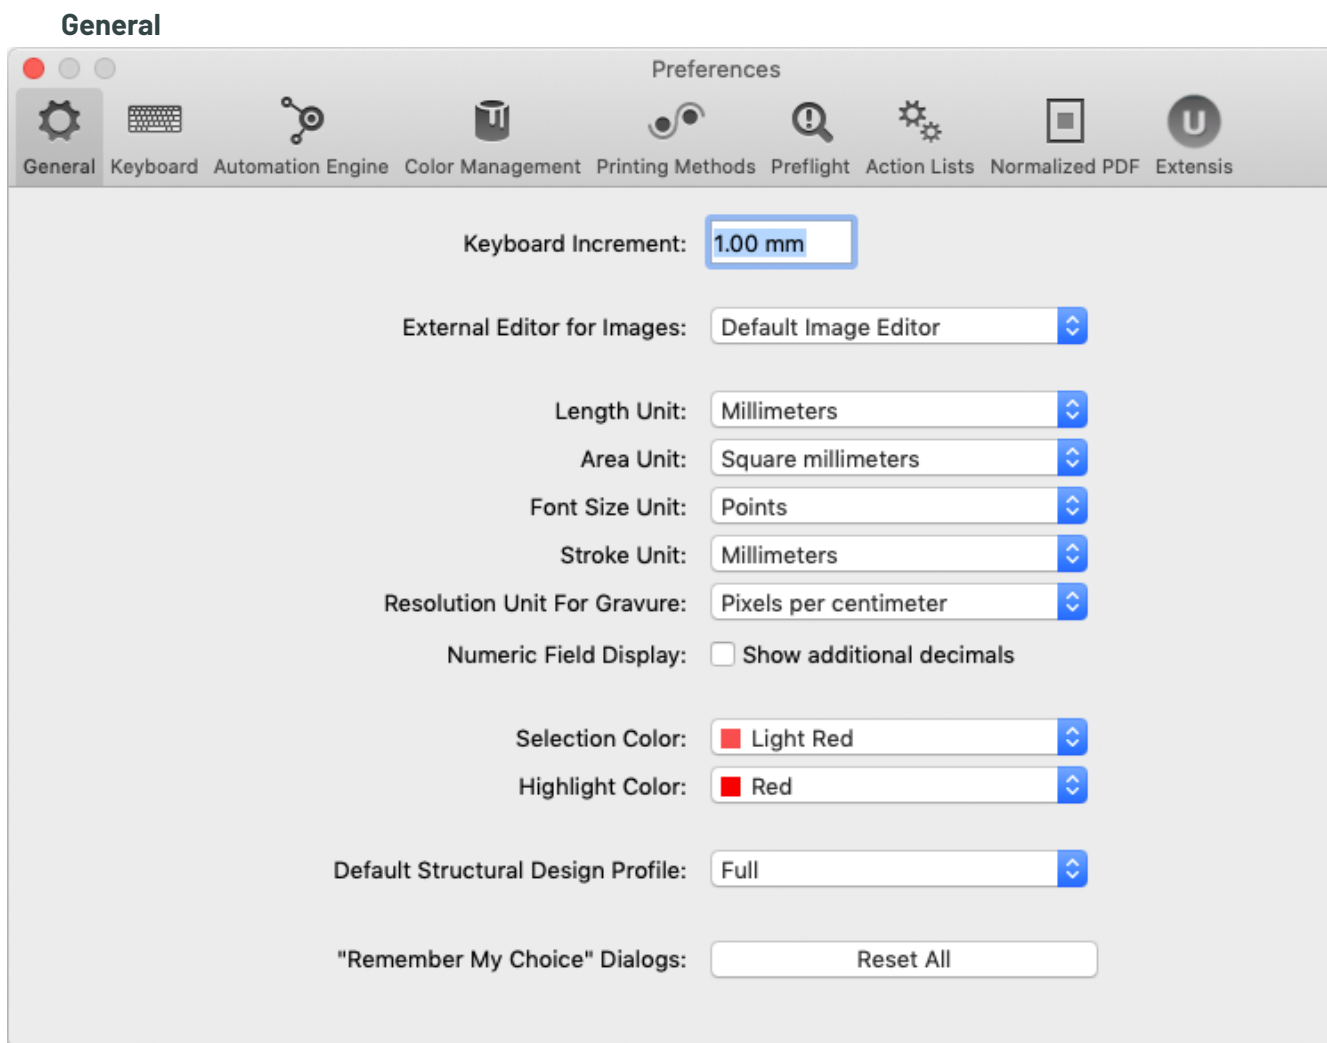 General
Preferences
General Keyboard Automation Engine Color Management Printing Methods Preflight Action Lists Normalized PDF Extensis
Keyboard Increment: 1.00 mm
External Editor for Images: Default Image Editor
Length Unit: Millimeters
Area Unit: Square millimeters
Font Size Unit: Points
Stroke Unit: Millimeters
Resolution Unit For Gravure: Pixels per centimeter
Numeric Field Display: Show additional decimals
Selection Color: Light Red
Highlight Color: Red
Default Structural Design Profile: Full
"Remember My Choice" Dialogs: Reset All